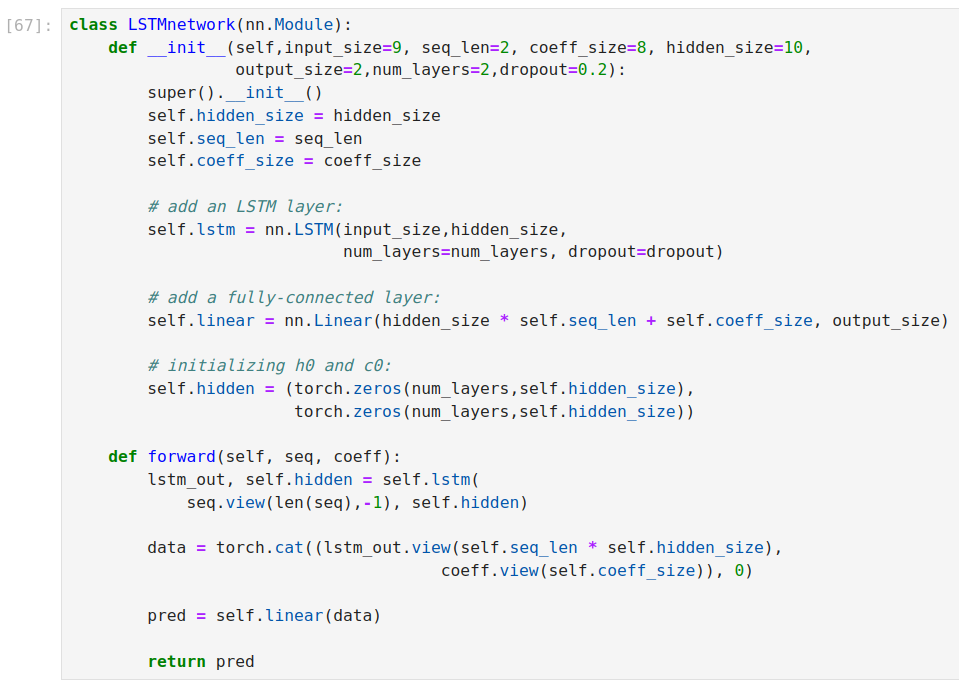 [67]: class LSTMnetwork(nn.Module):
    def __init__(self,input_size=9, seq_len=2, coeff_size=8, hidden_size=10,
                 output_size=2,num_layers=2,dropout=0.2):
        super().__init__()
        self.hidden_size = hidden_size
        self.seq_len = seq_len
        self.coeff_size = coeff_size

        # add an LSTM layer:
        self.lstm = nn.LSTM(input_size,hidden_size,
                            num_layers=num_layers, dropout=dropout)

        # add a fully-connected layer:
        self.linear = nn.Linear(hidden_size * self.seq_len + self.coeff_size, output_size)

        # initializing h0 and c0:
        self.hidden = (torch.zeros(num_layers,self.hidden_size),
                       torch.zeros(num_layers,self.hidden_size))

    def forward(self, seq, coeff):
        lstm_out, self.hidden = self.lstm(
            seq.view(len(seq),-1), self.hidden)

        data = torch.cat((lstm_out.view(self.seq_len * self.hidden_size),
                                      coeff.view(self.coeff_size)), 0)

        pred = self.linear(data)

        return pred